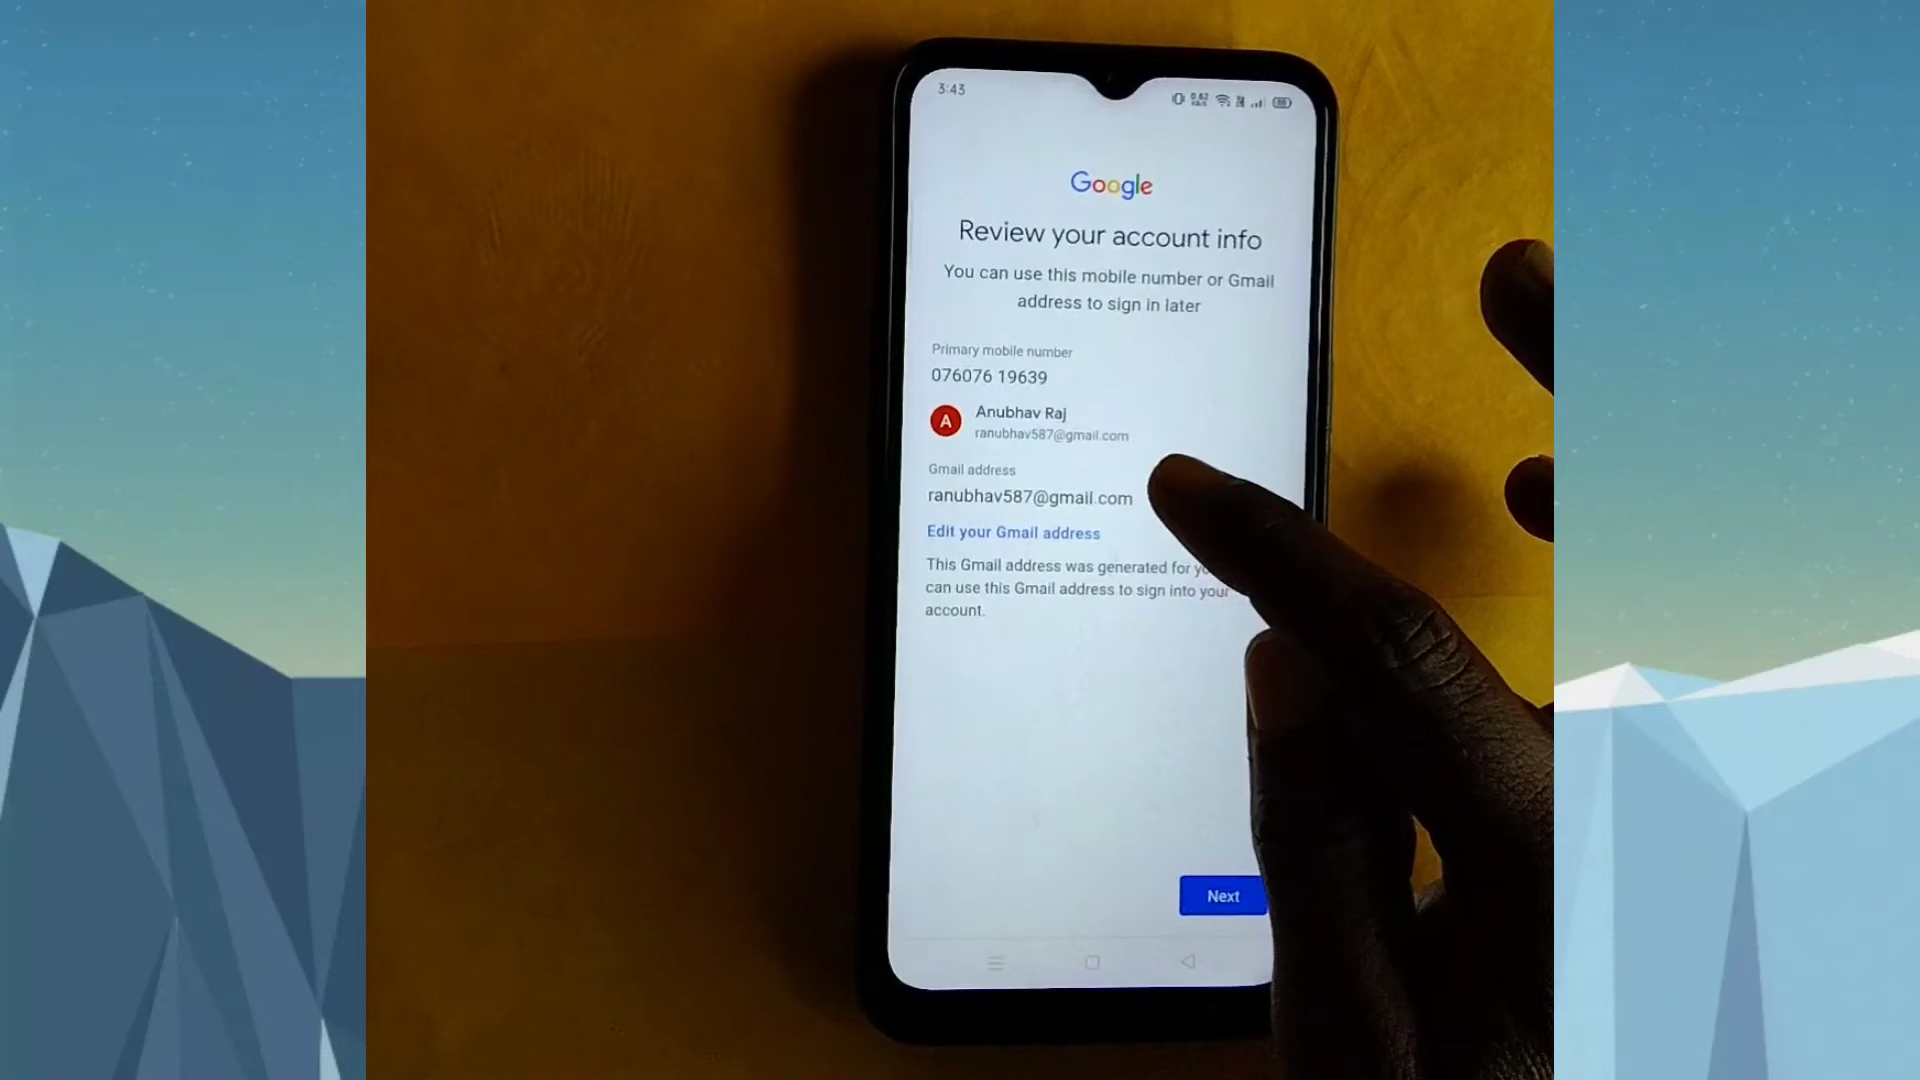 3:43
Google
Review your account info
You can use this mobile number or Gmail
address to sign in later
Primary mobile number
076076 19639
A
Anubhav Raj
ranubhav587@gmail.com
Gmail address
ranubhav587@gmail.com
Edit your Gmail address
This Gmail address was generated for
can use this Gmail address to sign into your
account.
Next